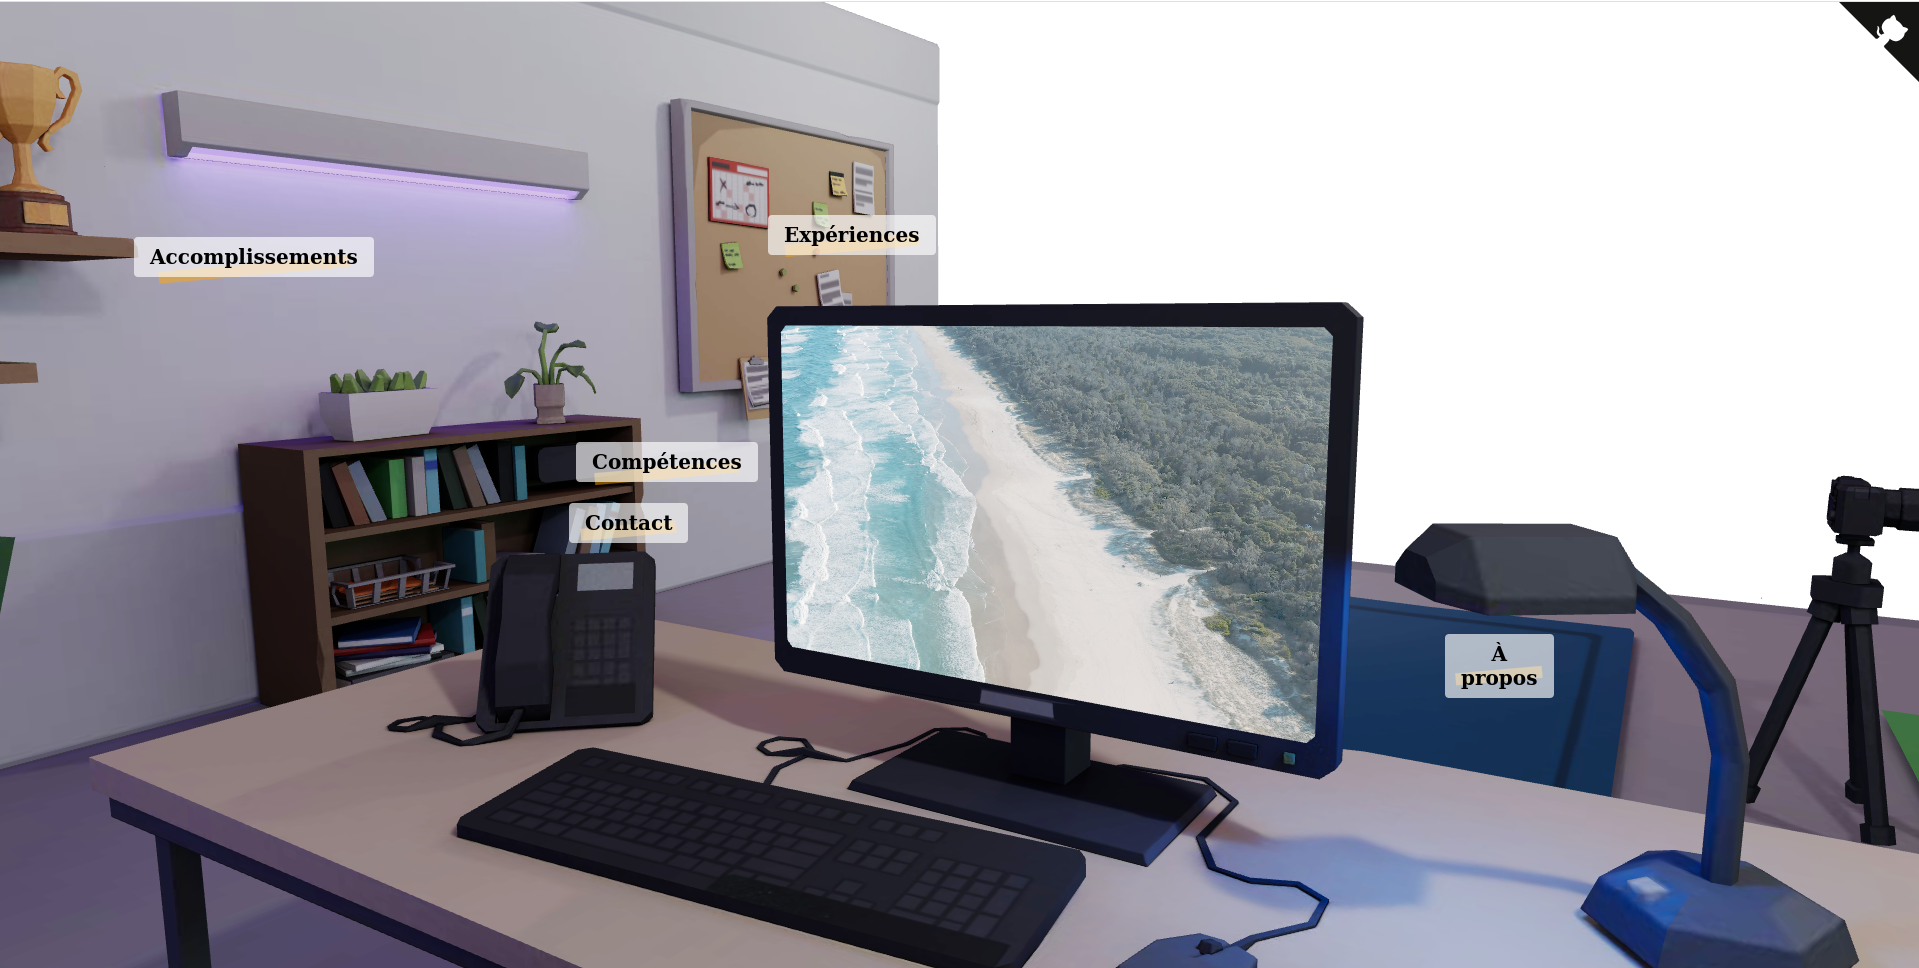 Expériences
Accomplissements
Compétences
Contact
À
propos